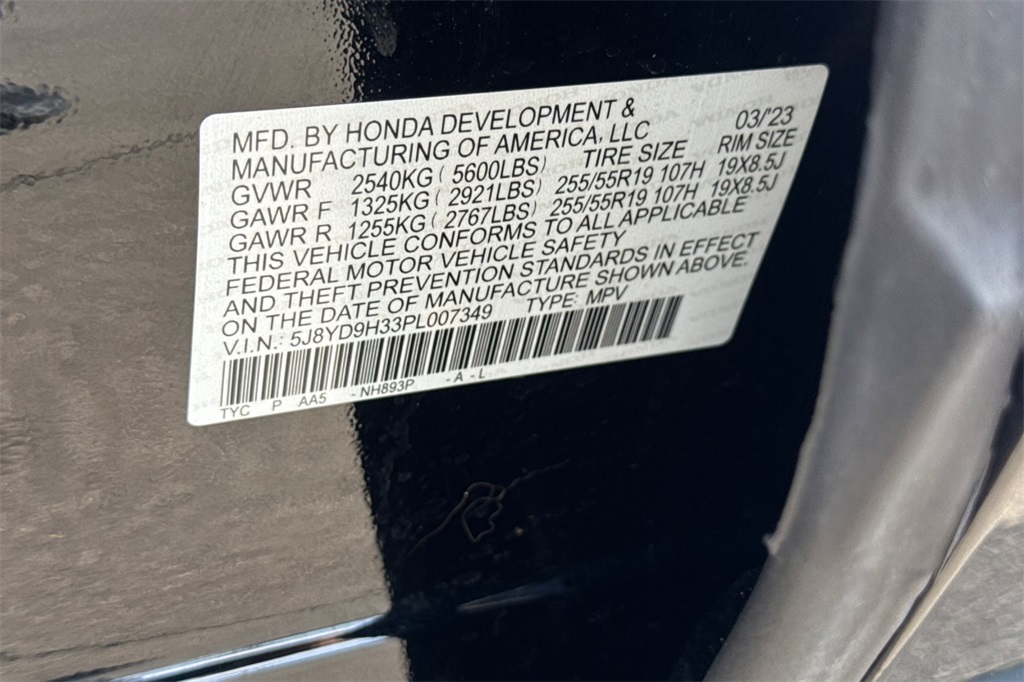 MFD. BY HONDA DEVELOPMENT & 03/'23
MANUFACTURING OF AMERICA, LLC RIM SIZE
GVWR 2540KG ( 5600LBS) TIRE SIZE
GAWR F 1325KG ( 2921LBS) 255/55R19 107H 19X8.5J
GAWR R 1255KG ( 2767LBS) 255/55R19 107H 19X8.5J
THIS VEHICLE CONFORMS TO ALL APPLICABLE
FEDERAL MOTOR VEHICLE SAFETY
AND THEFT PREVENTION STANDARDS IN EFFECT
ON THE DATE OF MANUFACTURE SHOWN ABOVE.
V.I.N.: 5J8YD9H33PL007349 TYPE: MPV
TYC P AA5 - NH893P - A - L